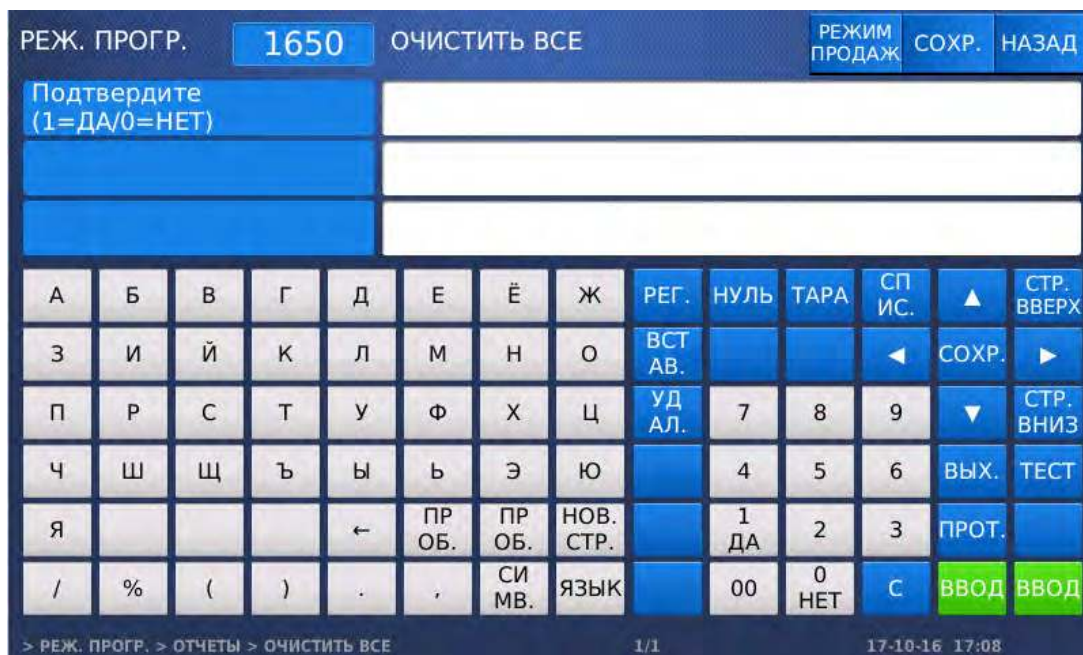 РЕЖ. ПРОГР. 1650 ОЧИСТИТЬ ВСЕ РЕЖИМ ПРОДАЖ СОХР. НАЗАД
Подтвердите
(1=ДА/0=НЕТ)
А Б В Г Д Е Ё Ж РЕГ. НУЛЬ ТАРА СП ИС. ▲ СТР. ВВЕРХ
З И Й К Л М Н О ВСТ АВ. ◀ СОХР. ▶
П Р С Т У Ф Х Ц УД АЛ. 7 8 9 ▼ СТР. ВНИЗ
Ч Ш Щ Ъ Ы Ь Э Ю 4 5 6 ВЫХ. ТЕСТ
Я ← ПР ОБ. ПР ОБ. НОВ. СТР. 1 ДА 2 3 ПРОТ.
/ % ( ) . , СИ МВ. ЯЗЫК 00 0 НЕТ С ВВОД ВВОД
> РЕЖ. ПРОГР. > ОТЧЕТЫ > ОЧИСТИТЬ ВСЕ 1/1 17-10-16 17:08